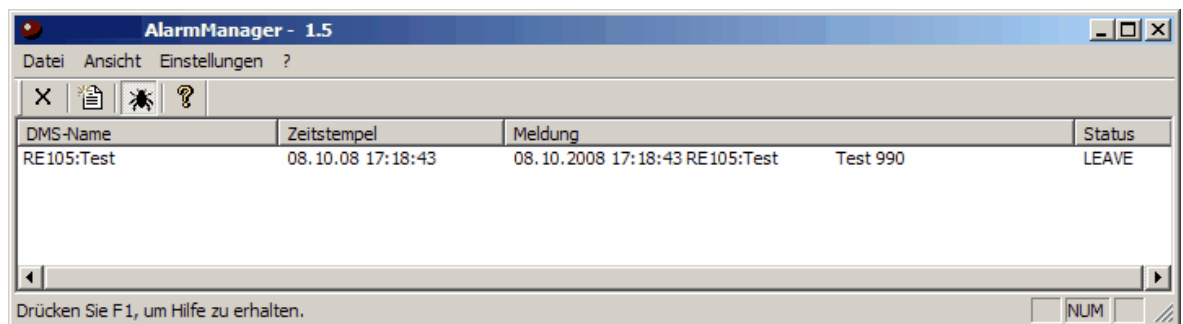 AlarmManager - 1.5
Datei Ansicht Einstellungen ?
DMS-Name Zeitstempel Meldung Status
RE105:Test 08.10.08 17:18:43 08.10.2008 17:18:43 RE105:Test Test 990 LEAVE
Drücken Sie F1, um Hilfe zu erhalten. NUM